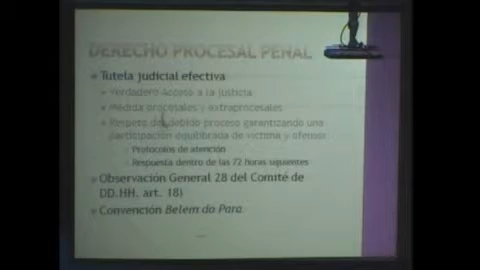 DERECHO PROCESAL PENAL
Tutela judicial efectiva
Verdadero Acceso a la justicia
Medida procesales y extraprocesales
Respeto del debido proceso garantizando una
participación equilibrada de víctima y ofensor
Protocolos de atención
Respuesta dentro de las 72 horas siguientes
Observación General 28 del Comité de
DD.HH. art. 18)
Convención Belem do Para.